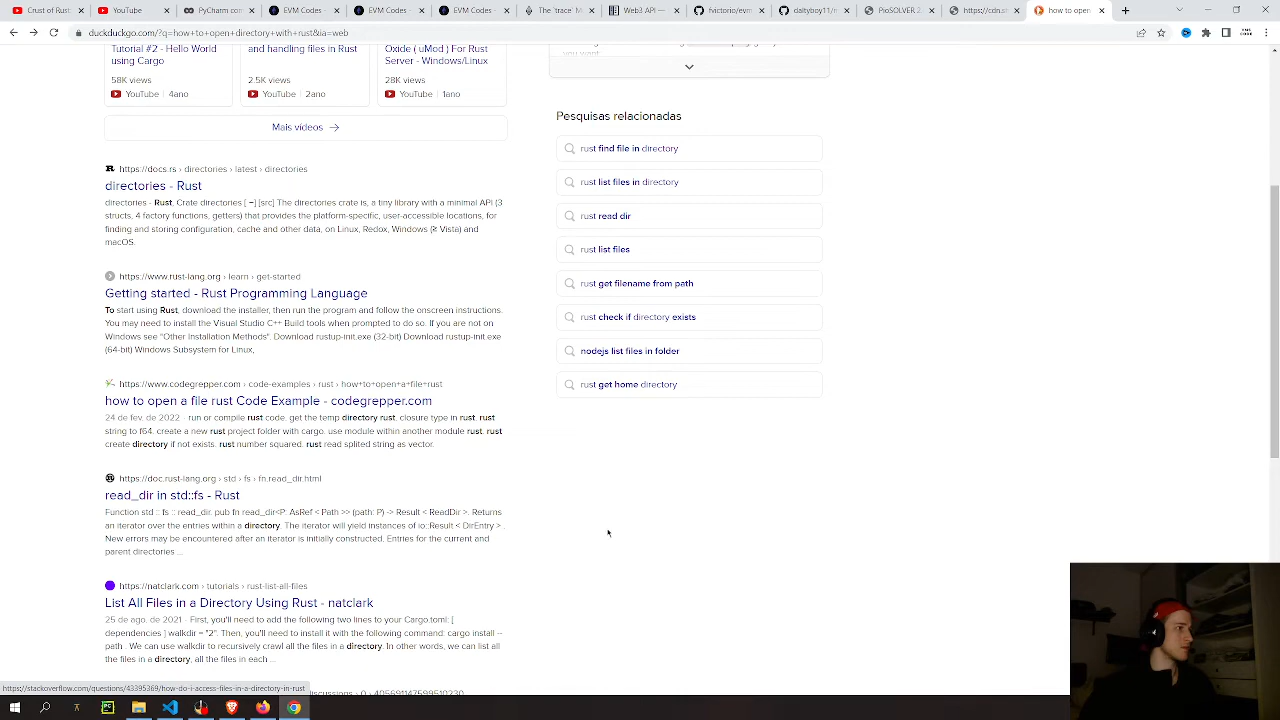 Crust of Rust:
YouTube
PyCharm.com
EVM Codes -
EVM Codes -
EVM Codes -
The 'trace' M
Web3 API —
fvictorio/evm
daltyboy11/m
PioSOLVER 2.
https://cdn.sh
how to open
duckduckgo.com/?q=how+to+open+directory+with+rust&ia=web
Tutorial #2 - Hello World
using Cargo
58K views
YouTube | 4ano
and handling files in Rust
2.5K views
YouTube | 2ano
Oxide ( uMod ) For Rust
Server - Windows/Linux
28K views
YouTube | 1ano
Mais vídeos →
https://docs.rs › directories › latest › directories
directories - Rust
directories - Rust. Crate directories [ −] [src] The directories crate is, a tiny library with a minimal API (3
structs, 4 factory functions, getters) that provides the platform-specific, user-accessible locations, for
finding and storing configuration, cache and other data, on Linux, Redox, Windows (≥ Vista) and
macOS.
https://www.rust-lang.org › learn › get-started
Getting started - Rust Programming Language
To start using Rust, download the installer, then run the program and follow the onscreen instructions.
You may need to install the Visual Studio C++ Build tools when prompted to do so. If you are not on
Windows see "Other Installation Methods". Download rustup-init.exe (32-bit) Download rustup-init.exe
(64-bit) Windows Subsystem for Linux,
https://www.codegrepper.com › code-examples › rust › how+to+open+a+file+rust
how to open a file rust Code Example - codegrepper.com
24 de fev. de 2022 · run or compile rust code. get the temp directory rust. closure type in rust. rust
string to f64. create a new rust project folder with cargo. use module within another module rust. rust
create directory if not exists. rust number squared. rust read splited string as vector.
https://doc.rust-lang.org › std › fs › fn.read_dir.html
read_dir in std::fs - Rust
Function std :: fs :: read_dir. pub fn read_dir<P: AsRef < Path >> (path: P) -> Result < ReadDir >. Returns
an iterator over the entries within a directory. The iterator will yield instances of io::Result < DirEntry > .
New errors may be encountered after an iterator is initially constructed. Entries for the current and
parent directories ...
https://natclark.com › tutorials › rust-list-all-files
List All Files in a Directory Using Rust - natclark
25 de ago. de 2021 · First, you'll need to add the following two lines to your Cargo.toml: [
dependencies ] walkdir = "2". Then, you'll need to install it with the following command: cargo install --
path . We can use walkdir to recursively crawl all the files in a directory. In other words, we can list all
the files in a directory, all the files in each ...
you want.
Pesquisas relacionadas
rust find file in directory
rust list files in directory
rust read dir
rust list files
rust get filename from path
rust check if directory exists
nodejs list files in folder
rust get home directory
https://stackoverflow.com/questions/43395369/how-do-i-access-files-in-a-directory-in-rust